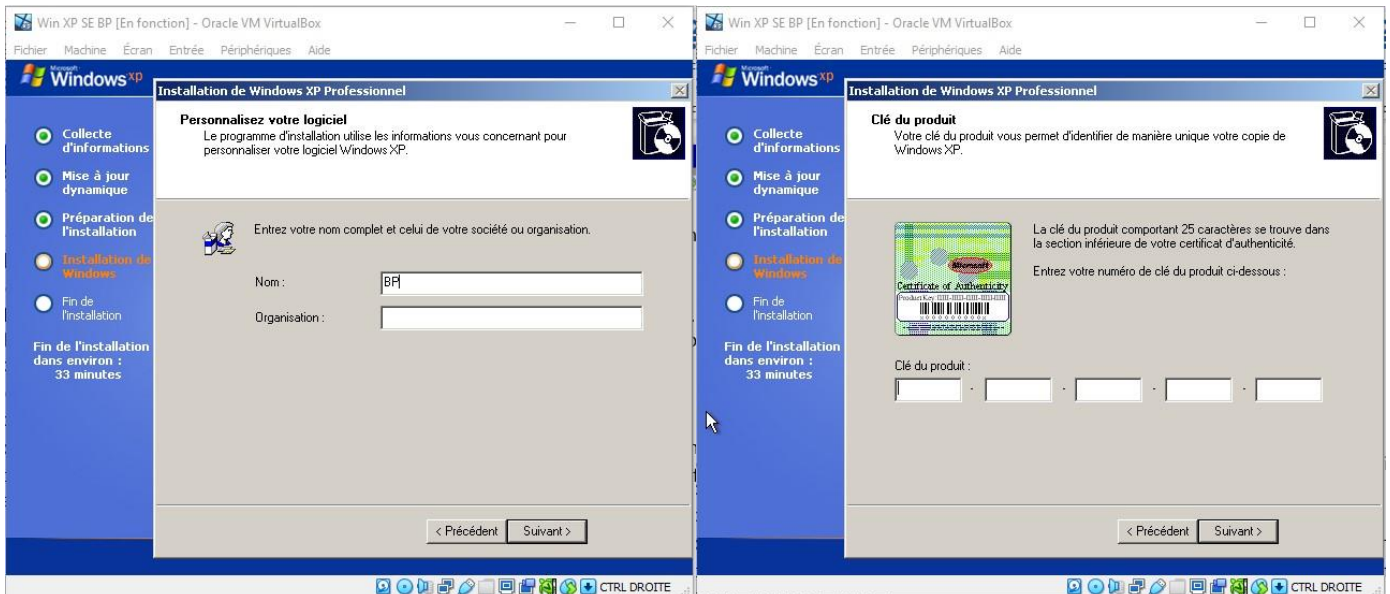 Win XP SE BP [En fonction] - Oracle VM VirtualBox
Fichier Machine Écran Entrée Périphériques Aide
Microsoft
Windows xp
Installation de Windows XP Professionnel
Personnalisez votre logiciel
Le programme d'installation utilise les informations vous concernant pour
personnaliser votre logiciel Windows XP.
Collecte
d'informations
Mise à jour
dynamique
Préparation de
l'installation
Installation de
Windows
Fin de
l'installation
Fin de l'installation
dans environ :
33 minutes
Entrez votre nom complet et celui de votre société ou organisation.
Nom :
BP
Organisation :
< Précédent
Suivant >
CTRL DROITE
Win XP SE BP [En fonction] - Oracle VM VirtualBox
Fichier Machine Écran Entrée Périphériques Aide
Microsoft
Windows xp
Installation de Windows XP Professionnel
Clé du produit
Votre clé du produit vous permet d'identifier de manière unique votre copie de
Windows XP.
Collecte
d'informations
Mise à jour
dynamique
Préparation de
l'installation
Installation de
Windows
Fin de
l'installation
Fin de l'installation
dans environ :
33 minutes
La clé du produit comportant 25 caractères se trouve dans
la section inférieure de votre certificat d'authenticité.
Entrez votre numéro de clé du produit ci-dessous :
Microsoft
Certificate of Authenticity
Product Key:
Clé du produit :
- - - -
< Précédent
Suivant >
CTRL DROITE